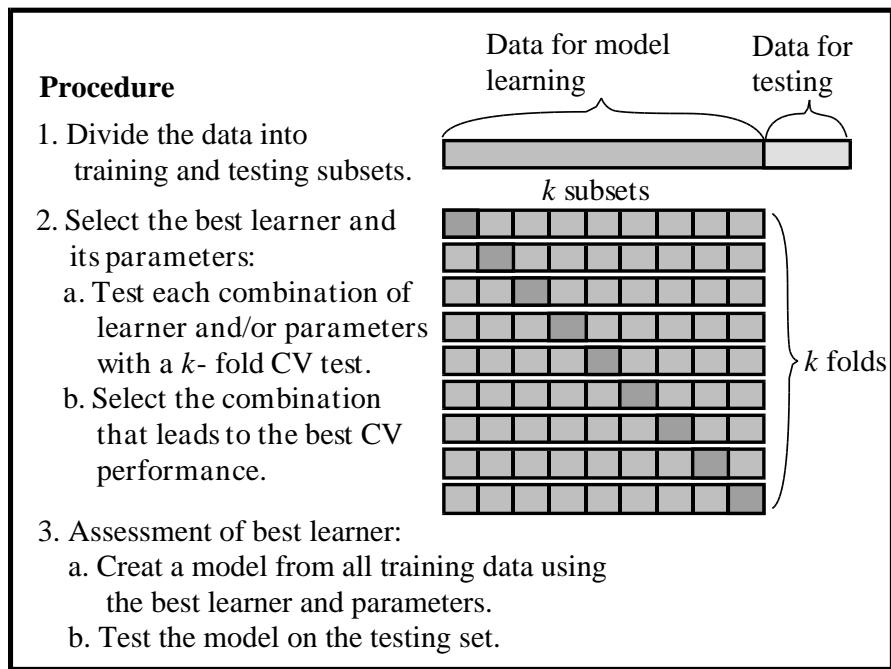 Data for model
learning
Data for
testing
Procedure
1. Divide the data into
training and testing subsets.
k subsets
2. Select the best learner and
its parameters:
a. Test each combination of
learner and/or parameters
with a k- fold CV test.
b. Select the combination
that leads to the best CV
performance.
k folds
3. Assessment of best learner:
a. Creat a model from all training data using
the best learner and parameters.
b. Test the model on the testing set.